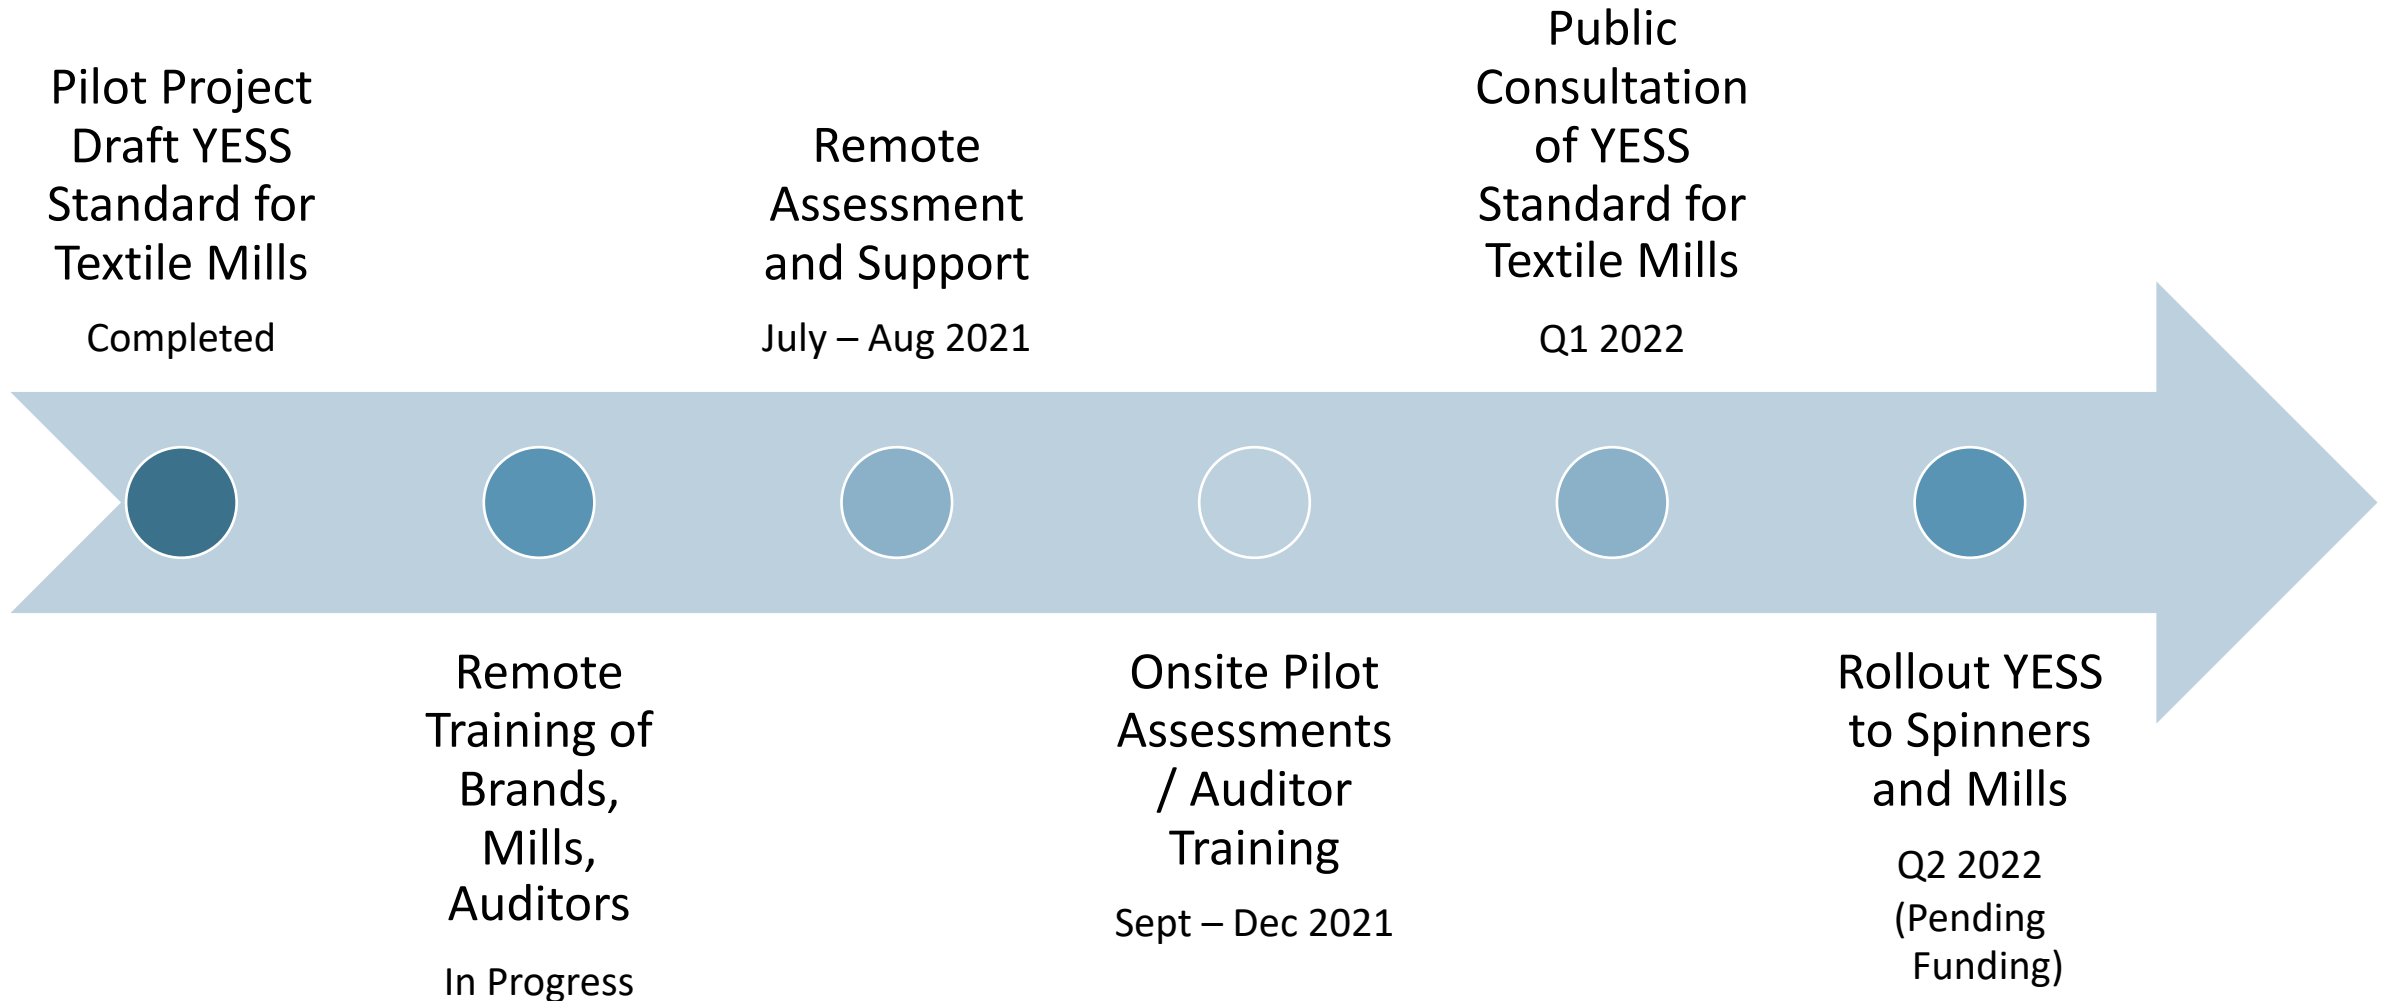 Pilot Project
Draft YESS
Standard for
Textile Mills
Completed
Remote
Training of
Brands,
Mills,
Auditors
In Progress
Remote
Assessment
and Support
July – Aug 2021
Onsite Pilot
Assessments
/ Auditor
Training
Sept – Dec 2021
Public
Consultation
of YESS
Standard for
Textile Mills
Q1 2022
Rollout YESS
to Spinners
and Mills
Q2 2022
(Pending
Funding)